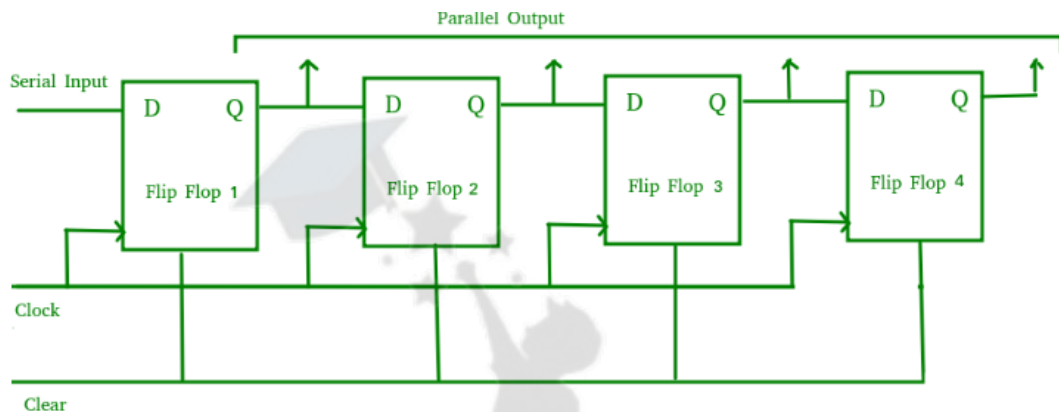 Parallel Output
Serial Input
D Q
D Q
D Q
D Q
Flip Flop 1
Flip Flop 2
Flip Flop 3
Flip Flop 4
Clock
Clear